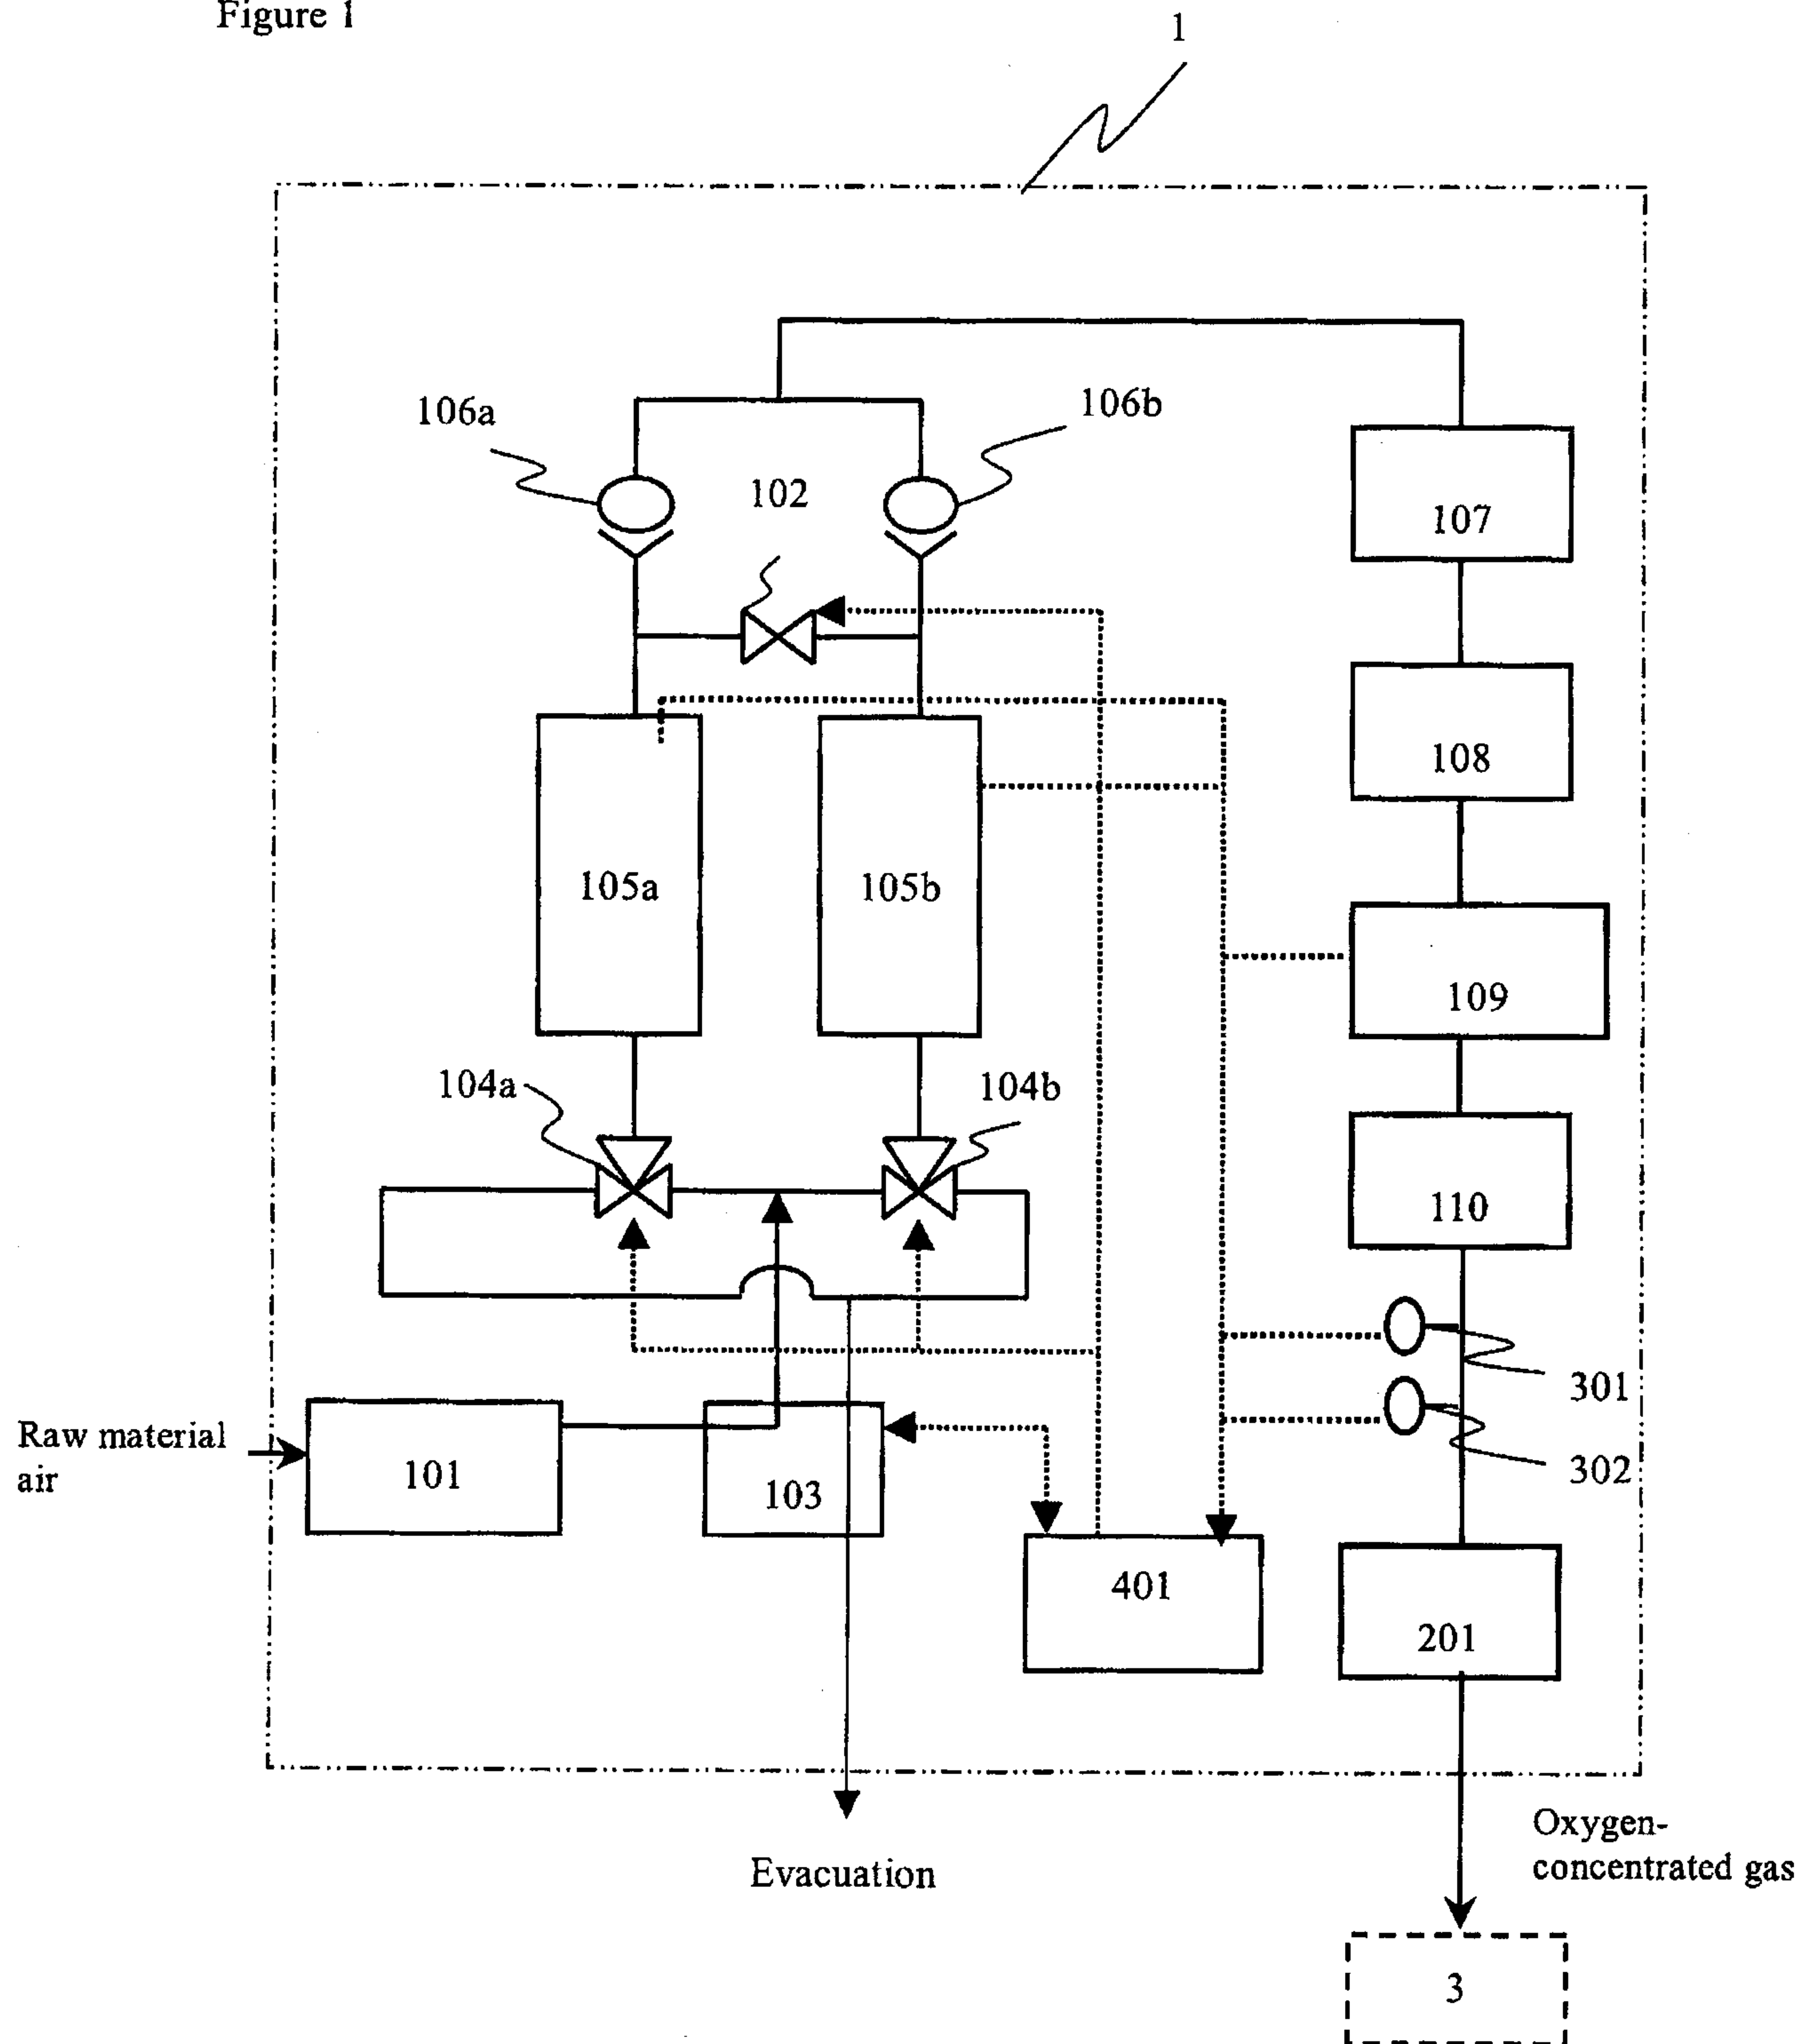 Figure 1
1
106a
106b
102
107
108
105a
105b
109
104a
104b
110
301
Raw material
air
101
103
302
401
201
Oxygen-
concentrated gas
Evacuation
3